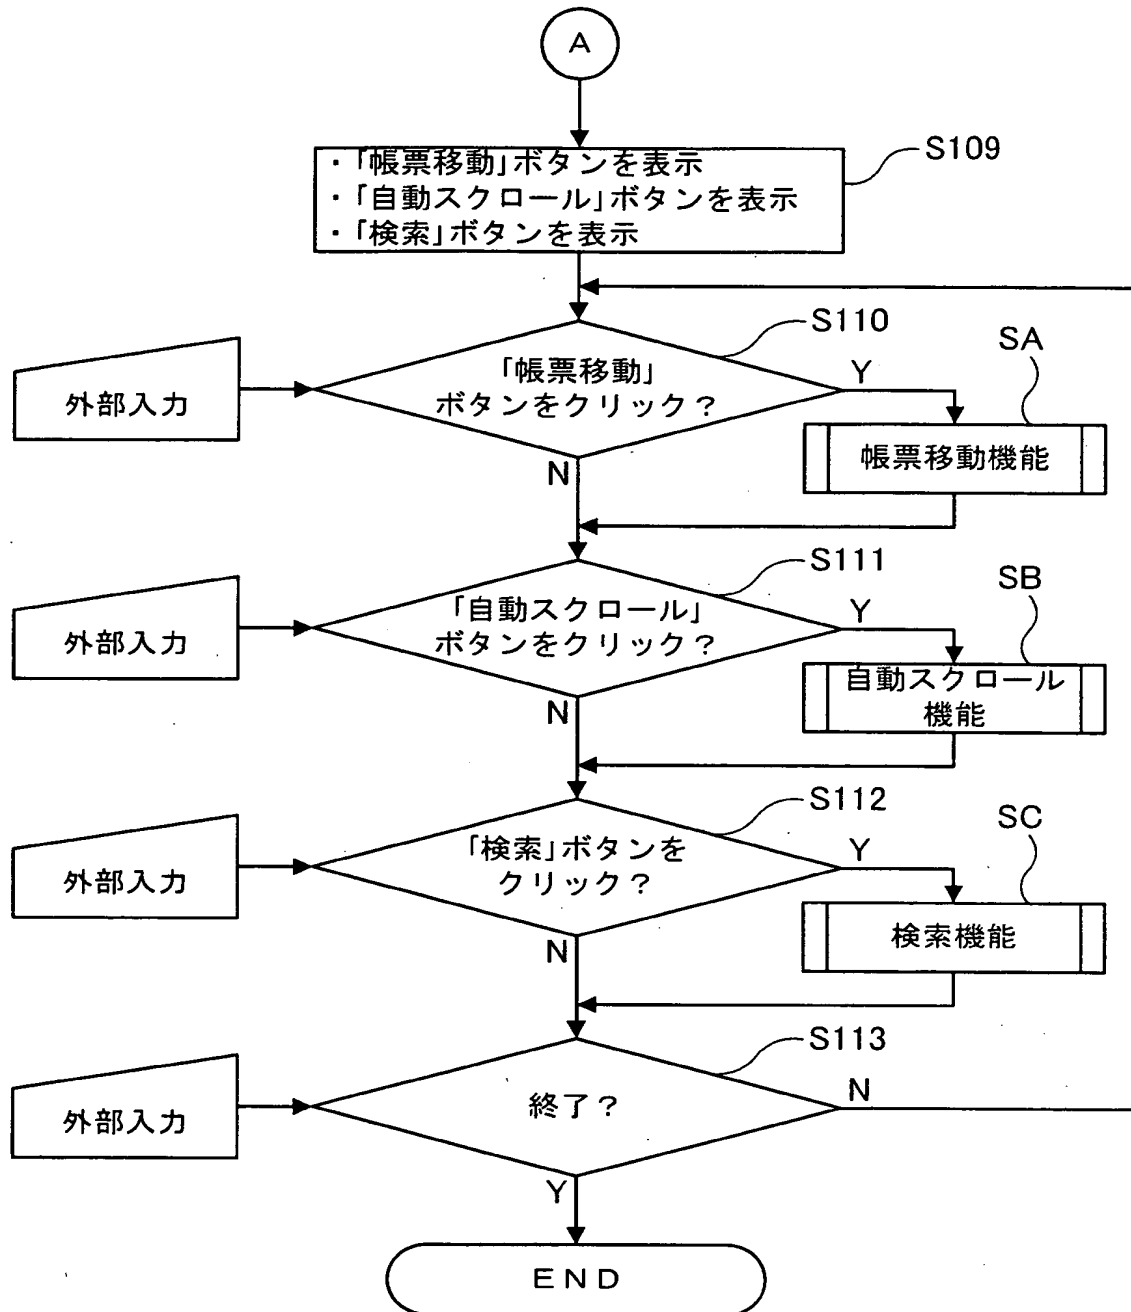 A
S109
・「帳票移動」ボタンを表示
・「自動スクロール」ボタンを表示
・「検索」ボタンを表示
S110
SA
外部入力
「帳票移動」
ボタンをクリック？
Y
帳票移動機能
N
S111
SB
外部入力
「自動スクロール」
ボタンをクリック？
Y
自動スクロール
機能
N
S112
SC
外部入力
「検索」ボタンを
クリック？
Y
検索機能
N
S113
外部入力
終了？
N
Y
END